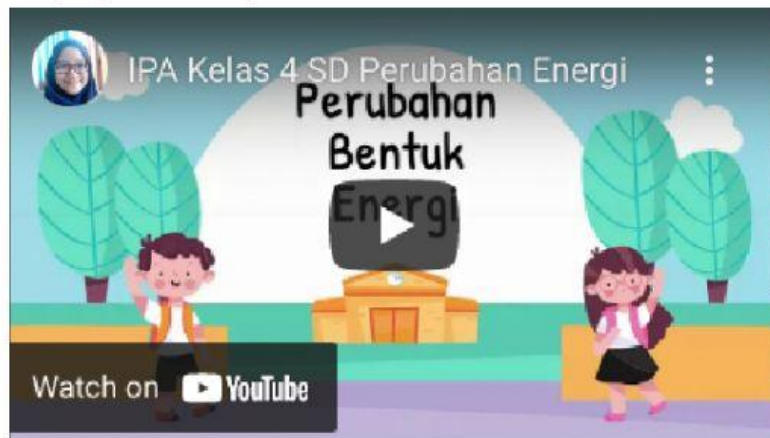 IPA Kelas 4 SD Perubahan Energi
Perubahan
Bentuk
Energi
Watch on YouTube